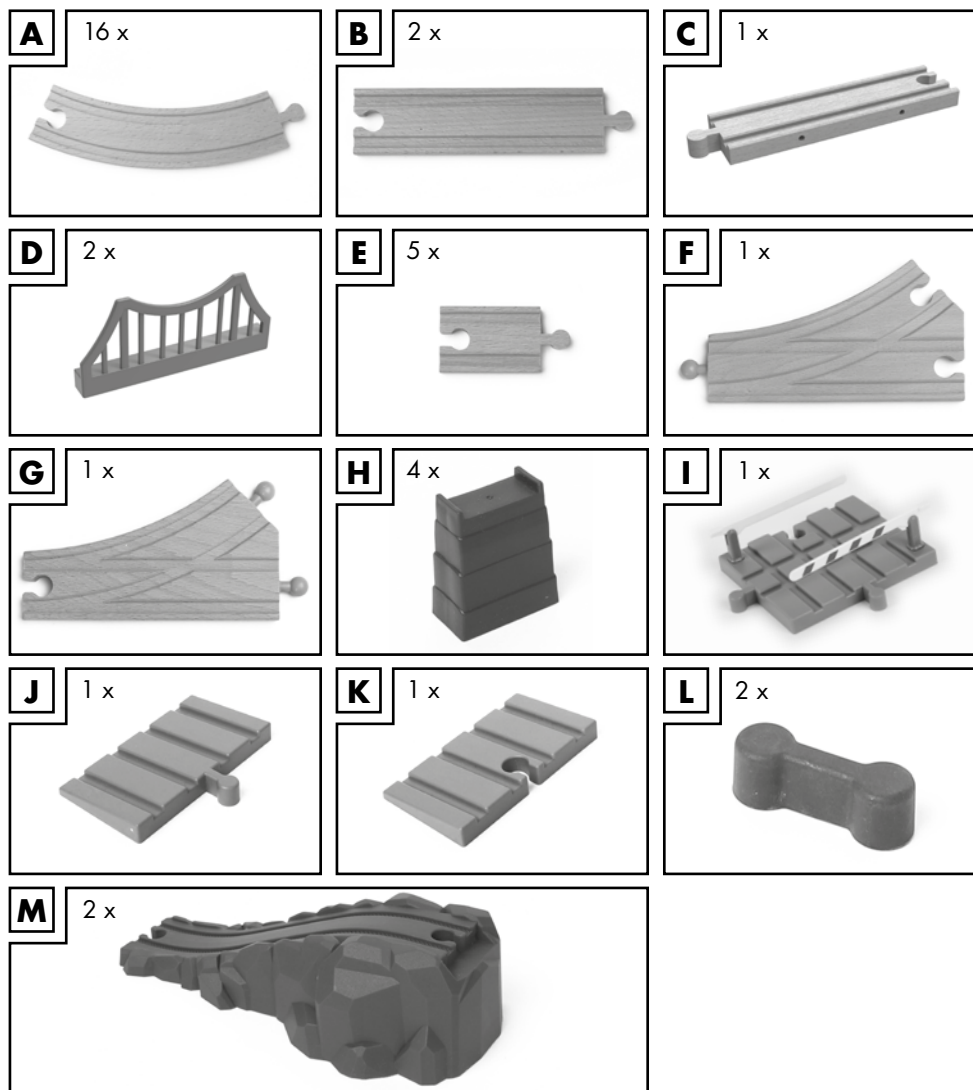 A 16 x
B 2 x
C 1 x
D 2 x
E 5 x
F 1 x
G 1 x
H 4 x
I 1 x
J 1 x
K 1 x
L 2 x
M 2 x